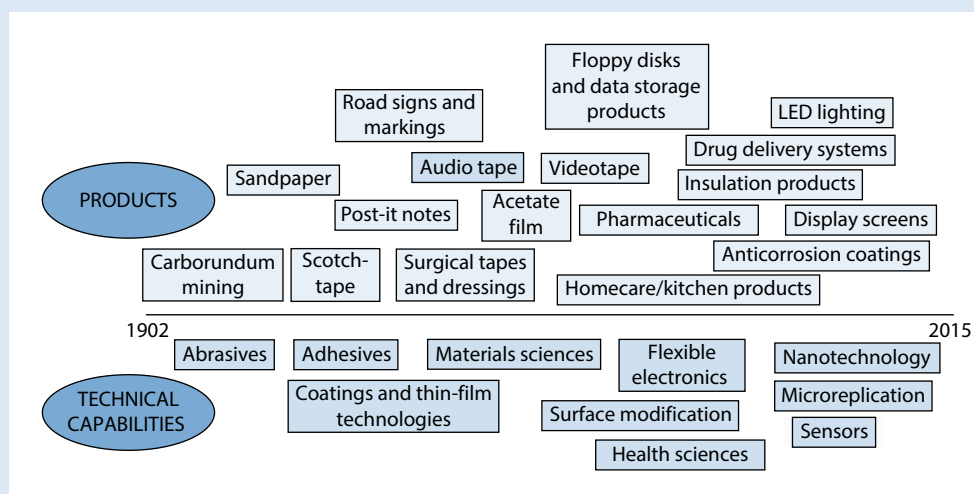 Floppy disks
and data storage
products
Road signs and
markings
LED lighting
Audio tape
Videotape
Drug delivery systems
Sandpaper
Insulation products
PRODUCTS
Post-it notes
Acetate
film
Pharmaceuticals
Display screens
Carborundum
mining
Scotch-
tape
Surgical tapes
and dressings
Anticorrosion coatings
Homecare/kitchen products
1902
2015
Abrasives
Adhesives
Materials sciences
Flexible
electronics
Nanotechnology
TECHNICAL
CAPABILITIES
Coatings and thin-film
technologies
Surface modification
Microreplication
Sensors
Health sciences